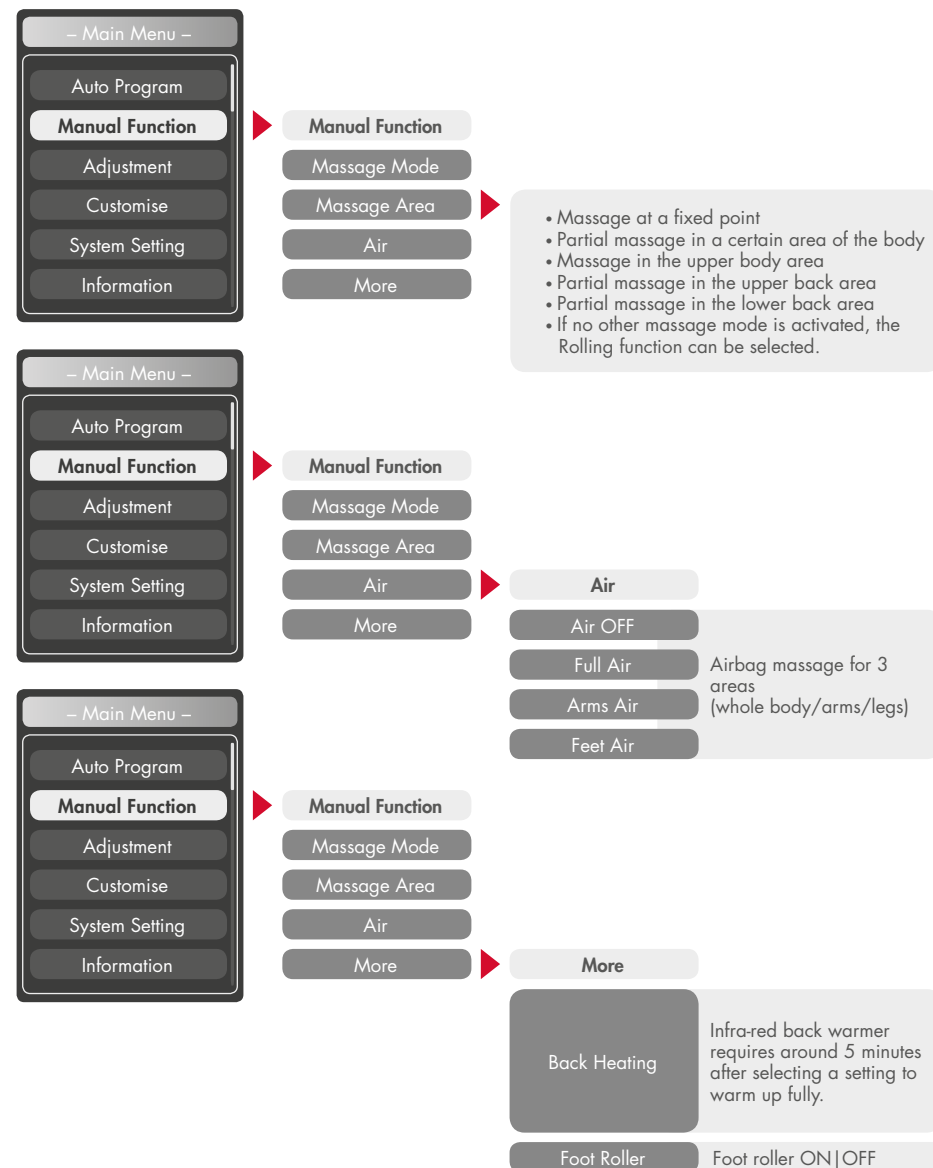 – Main Menu –
Auto Program
Manual Function
Adjustment
Customise
System Setting
Information
Manual Function
Massage Mode
Massage Area
Air
More
• Massage at a fixed point
• Partial massage in a certain area of the body
• Massage in the upper body area
• Partial massage in the upper back area
• Partial massage in the lower back area
• If no other massage mode is activated, the
Rolling function can be selected.
– Main Menu –
Auto Program
Manual Function
Adjustment
Customise
System Setting
Information
Manual Function
Massage Mode
Massage Area
Air
More
Air
Air OFF
Full Air
Arms Air
Feet Air
Airbag massage for 3
areas
(whole body/arms/legs)
– Main Menu –
Auto Program
Manual Function
Adjustment
Customise
System Setting
Information
Manual Function
Massage Mode
Massage Area
Air
More
More
Back Heating
Infra-red back warmer
requires around 5 minutes
after selecting a setting to
warm up fully.
Foot Roller
Foot roller ON|OFF